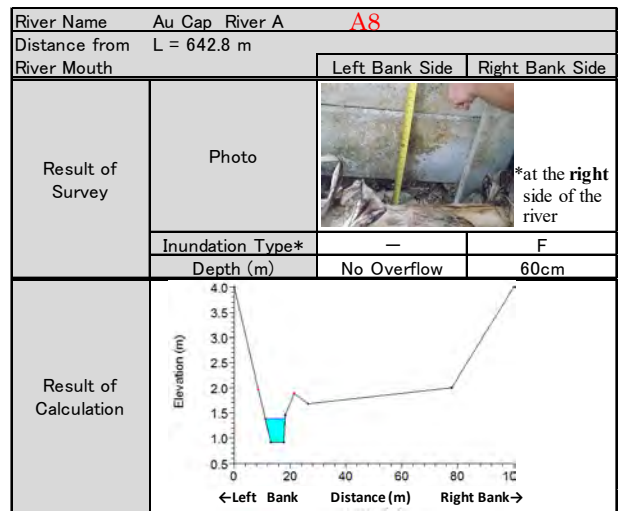 River Name Au Cap River A A8
Distance from L = 642.8 m
River Mouth Left Bank Side Right Bank Side
Result of
Survey
Photo
*at the right
side of the
river
Inundation Type* — F
Depth (m) No Overflow 60cm
Result of
Calculation
Elevation (m)
4.0
3.5
3.0
2.5
2.0
1.5
1.0
0.5
0 20 40 60 80 10
←Left Bank Distance (m) Right Bank→